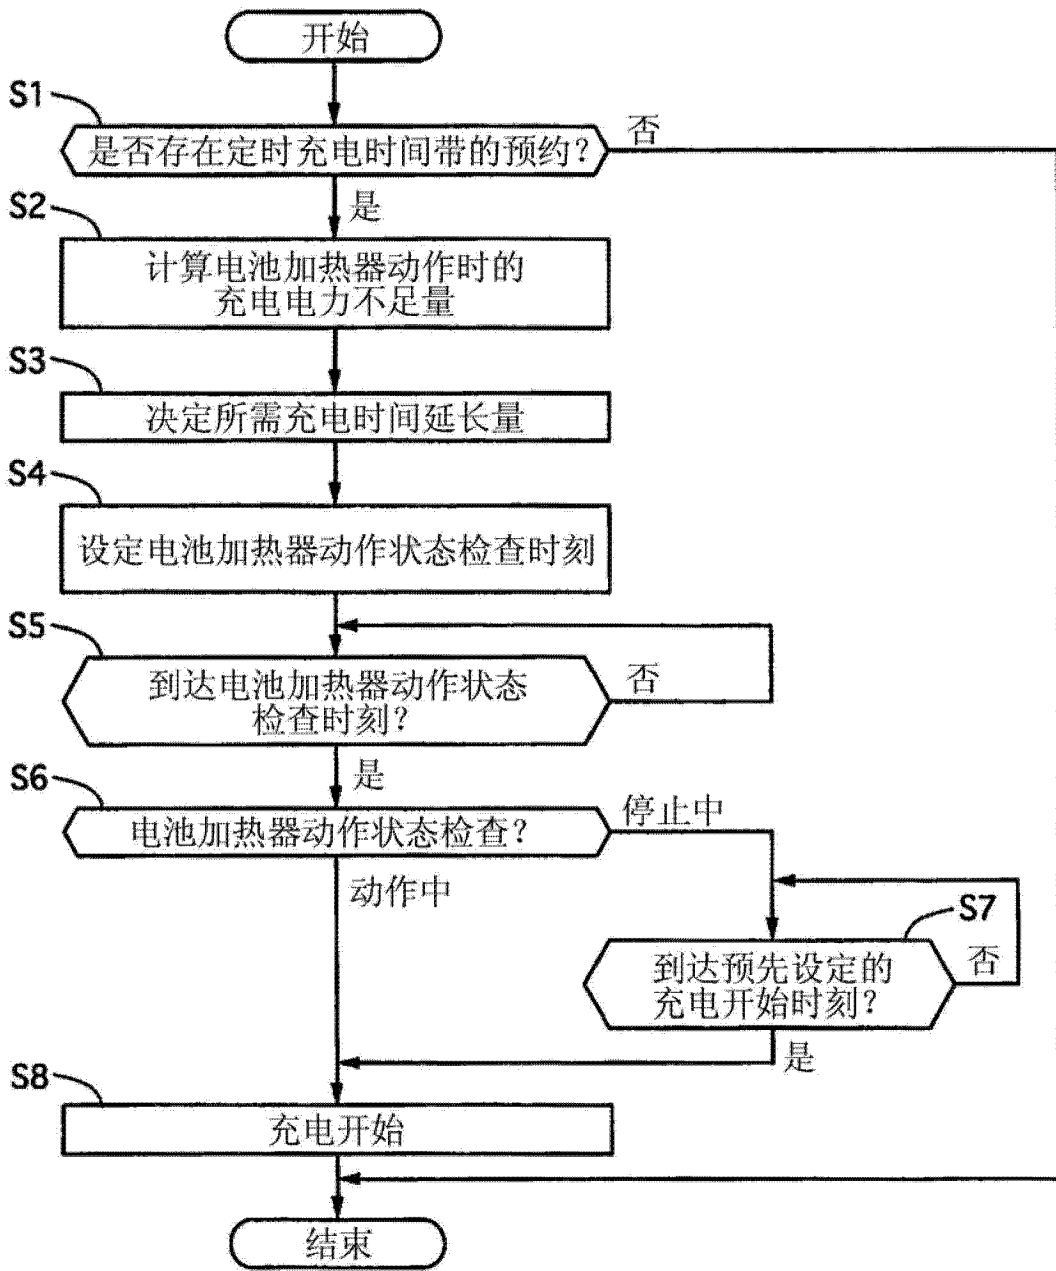 开始
S1
是否存在定时充电时间带的预约?
否
是
S2
计算电池加热器动作时的
充电电力不足量
S3
决定所需充电时间延长量
S4
设定电池加热器动作状态检查时刻
S5
到达电池加热器动作状态
检查时刻?
否
是
S6
电池加热器动作状态检查?
停止中
动作中
S7
到达预先设定的
充电开始时刻?
否
是
S8
充电开始
结束